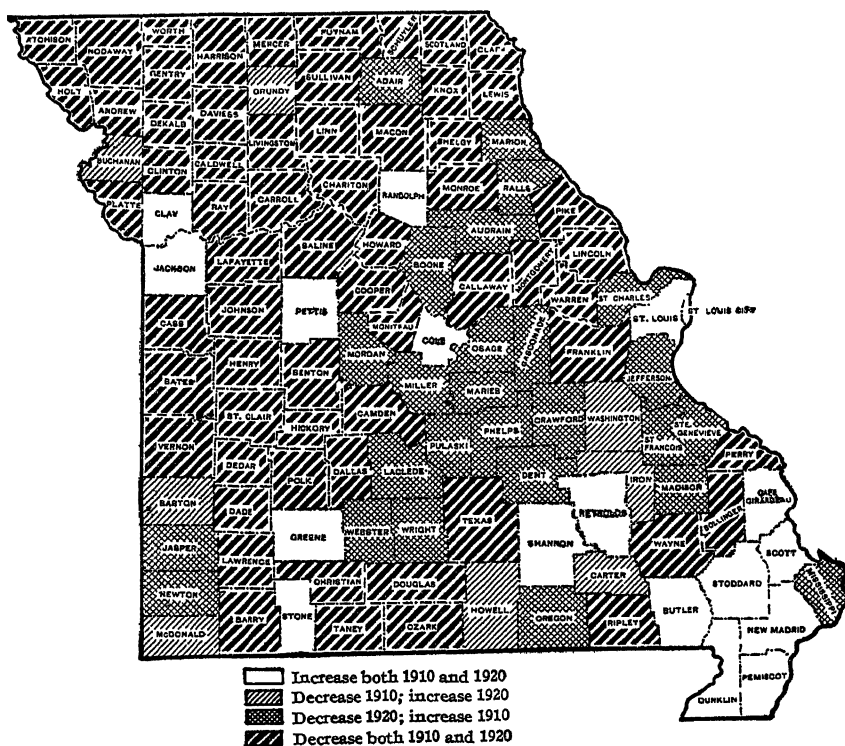 ATCHISON NODAWAY WORTH HARRISON MERCER PUTNAM SCHUYLER SCOTLAND CLARK
HOLT GENTRY GRUNDY SULLIVAN ADAIR KNOX LEWIS
ANDREW DEKALB DAVIESS LIVINGSTON LINN MACON SHELBY MARION
BUCHANAN CLINTON CALDWELL CHARITON RANDOLPH MONROE RALLS
PLATTE CLAY RAY CARROLL PIKE
JACKSON LAFAYETTE SALINE HOWARD BOONE AUDRAIN LINCOLN
CASS JOHNSON PETTIS COOPER MONITEAU CALLAWAY MONTGOMERY WARREN ST CHARLES ST. LOUIS ST LOUIS CITY
COLE OSAGE GASCONADE FRANKLIN
BATES HENRY BENTON MORGAN MILLER MARIES JEFFERSON
ST. CLAIR HICKORY CAMDEN PULASKI PHELPS CRAWFORD WASHINGTON ST FRANCOIS STE. GENEVIEVE
VERNON CEDAR POLK DALLAS LACLEDE DENT IRON MADISON PERRY
BARTON DADE GREENE WEBSTER WRIGHT TEXAS SHANNON REYNOLDS WAYNE BOLLINGER CAPE GIRARDEAU
JASPER LAWRENCE CHRISTIAN DOUGLAS HOWELL CARTER SCOTT
NEWTON STONE STODDARD MISSISSIPPI
McDONALD BARRY TANEY OZARK OREGON RIPLEY BUTLER NEW MADRID
DUNKLIN PEMISCOT
Increase both 1910 and 1920
Decrease 1910; increase 1920
Decrease 1920; increase 1910
Decrease both 1910 and 1920